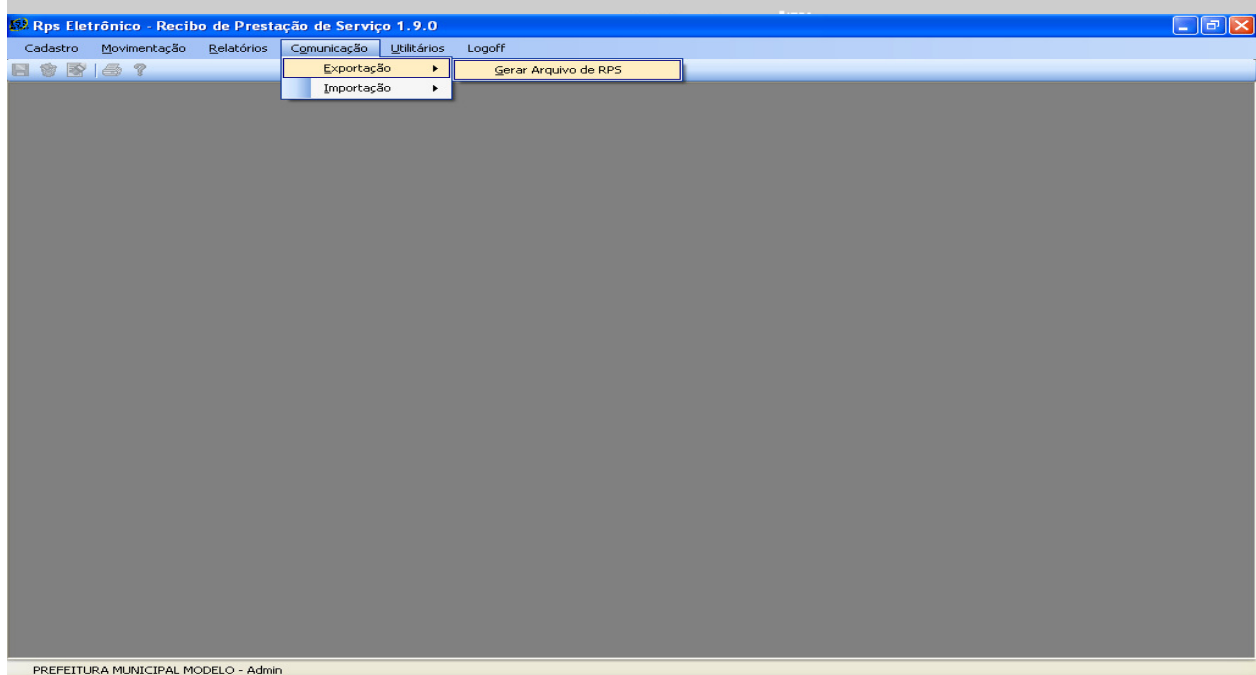 Rps Eletrônico - Recibo de Prestação de Serviço 1.9.0
Cadastro Movimentação Relatórios Comunicação Utilitários Logoff
Exportação Gerar Arquivo de RPS
Importação
PREFEITURA MUNICIPAL MODELO - Admin